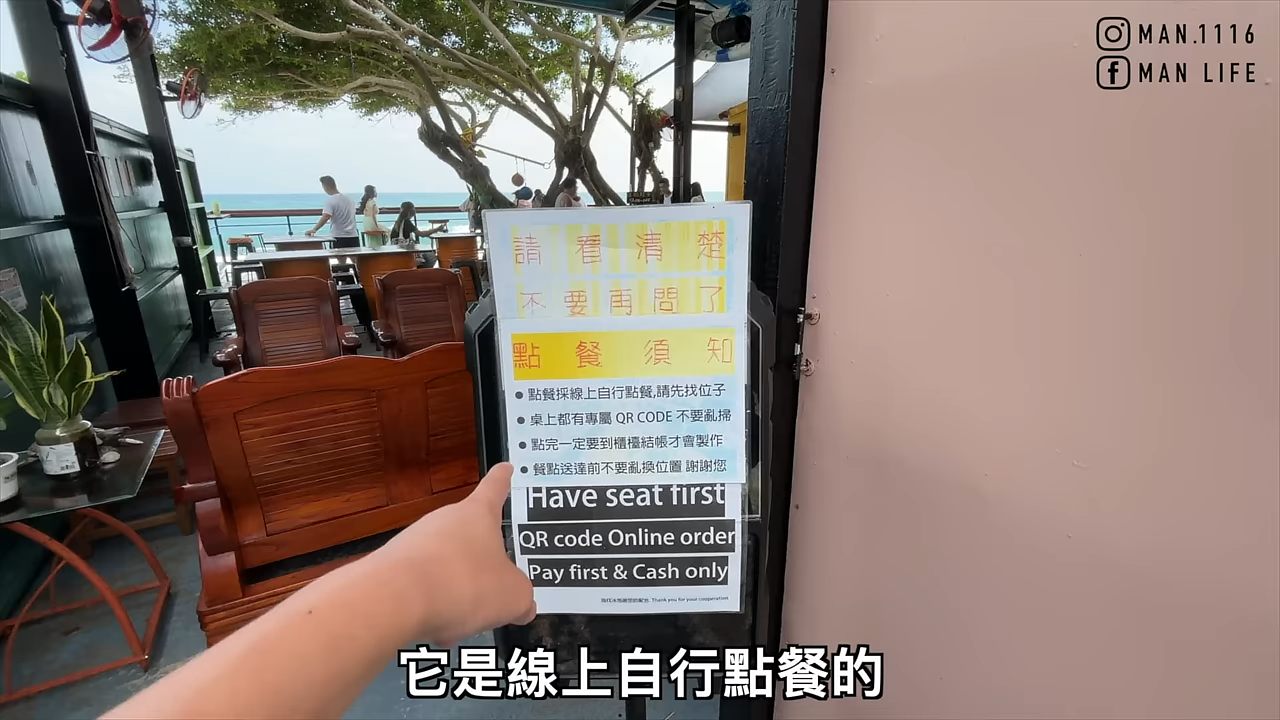 MAN.1116
MAN LIFE
請看清楚
不要再問了
點餐須知
● 點餐採線上自行點餐,請先找位子
● 桌上都有專屬 QR CODE 不要亂掃
● 點完一定要到櫃檯結帳才會製作
● 餐點送達前不要亂換位置 謝謝您
Have seat first
QR code Online order
Pay first & Cash only
Thank you for your cooperation
它是線上自行點餐的